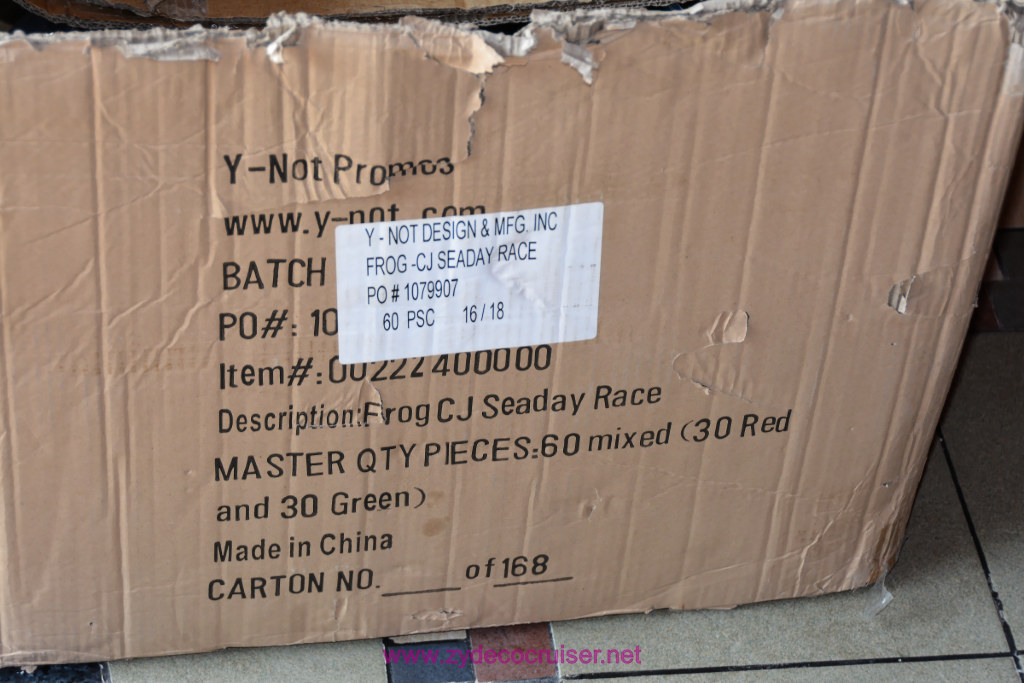 Y-Not Promos
www.y-not.com
BATCH
Y - NOT DESIGN & MFG. INC
FROG -CJ SEADAY RACE
PO # 1079907
60 PSC 16 / 18
PO#: 10
Item#:00222400000
Description:Frog CJ Seaday Race
MASTER QTY PIECES:60 mixed (30 Red
and 30 Green)
Made in China
CARTON NO. of 168
www.zydecocruiser.net